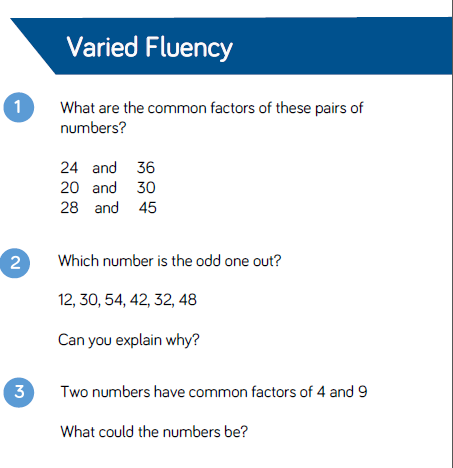 Varied Fluency
1
What are the common factors of these pairs of
numbers?
24 and 36
20 and 30
28 and 45
2
Which number is the odd one out?
12, 30, 54, 42, 32, 48
Can you explain why?
3
Two numbers have common factors of 4 and 9
What could the numbers be?